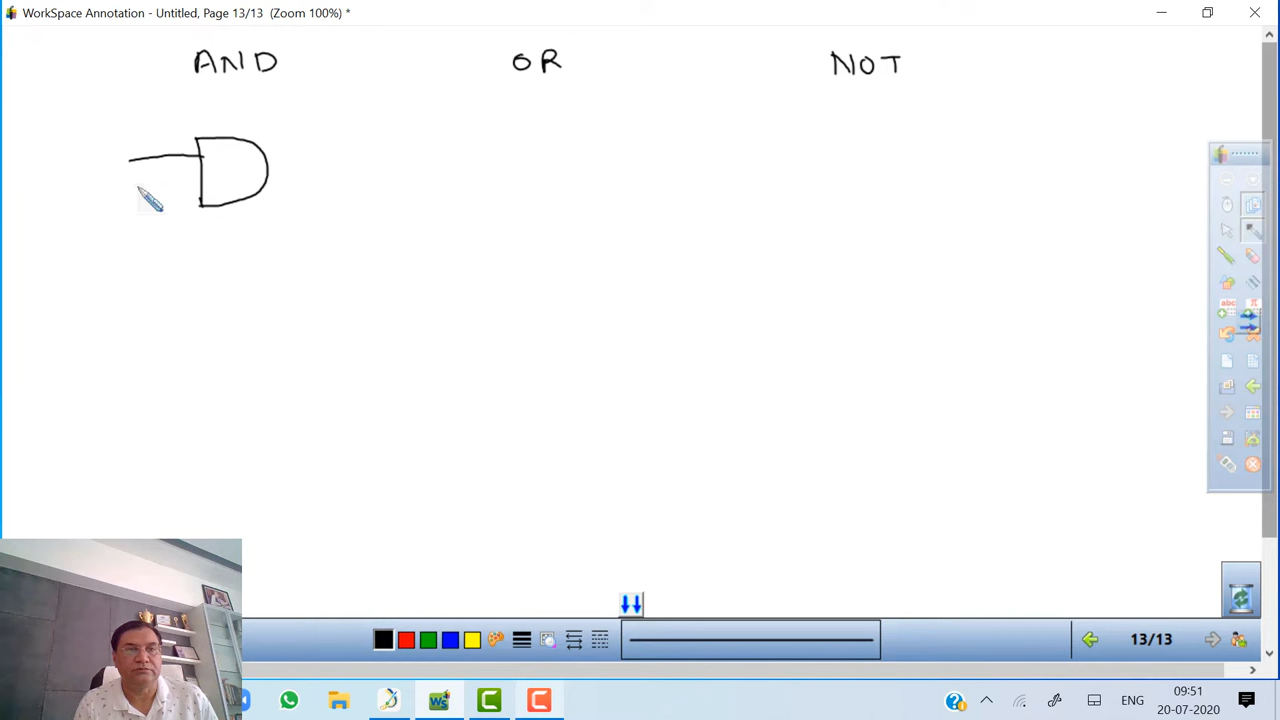 WorkSpace Annotation - Untitled, Page 13/13 (Zoom 100%) *
AND OR NOT
abc π
13/13
ENG
09:51
20-07-2020